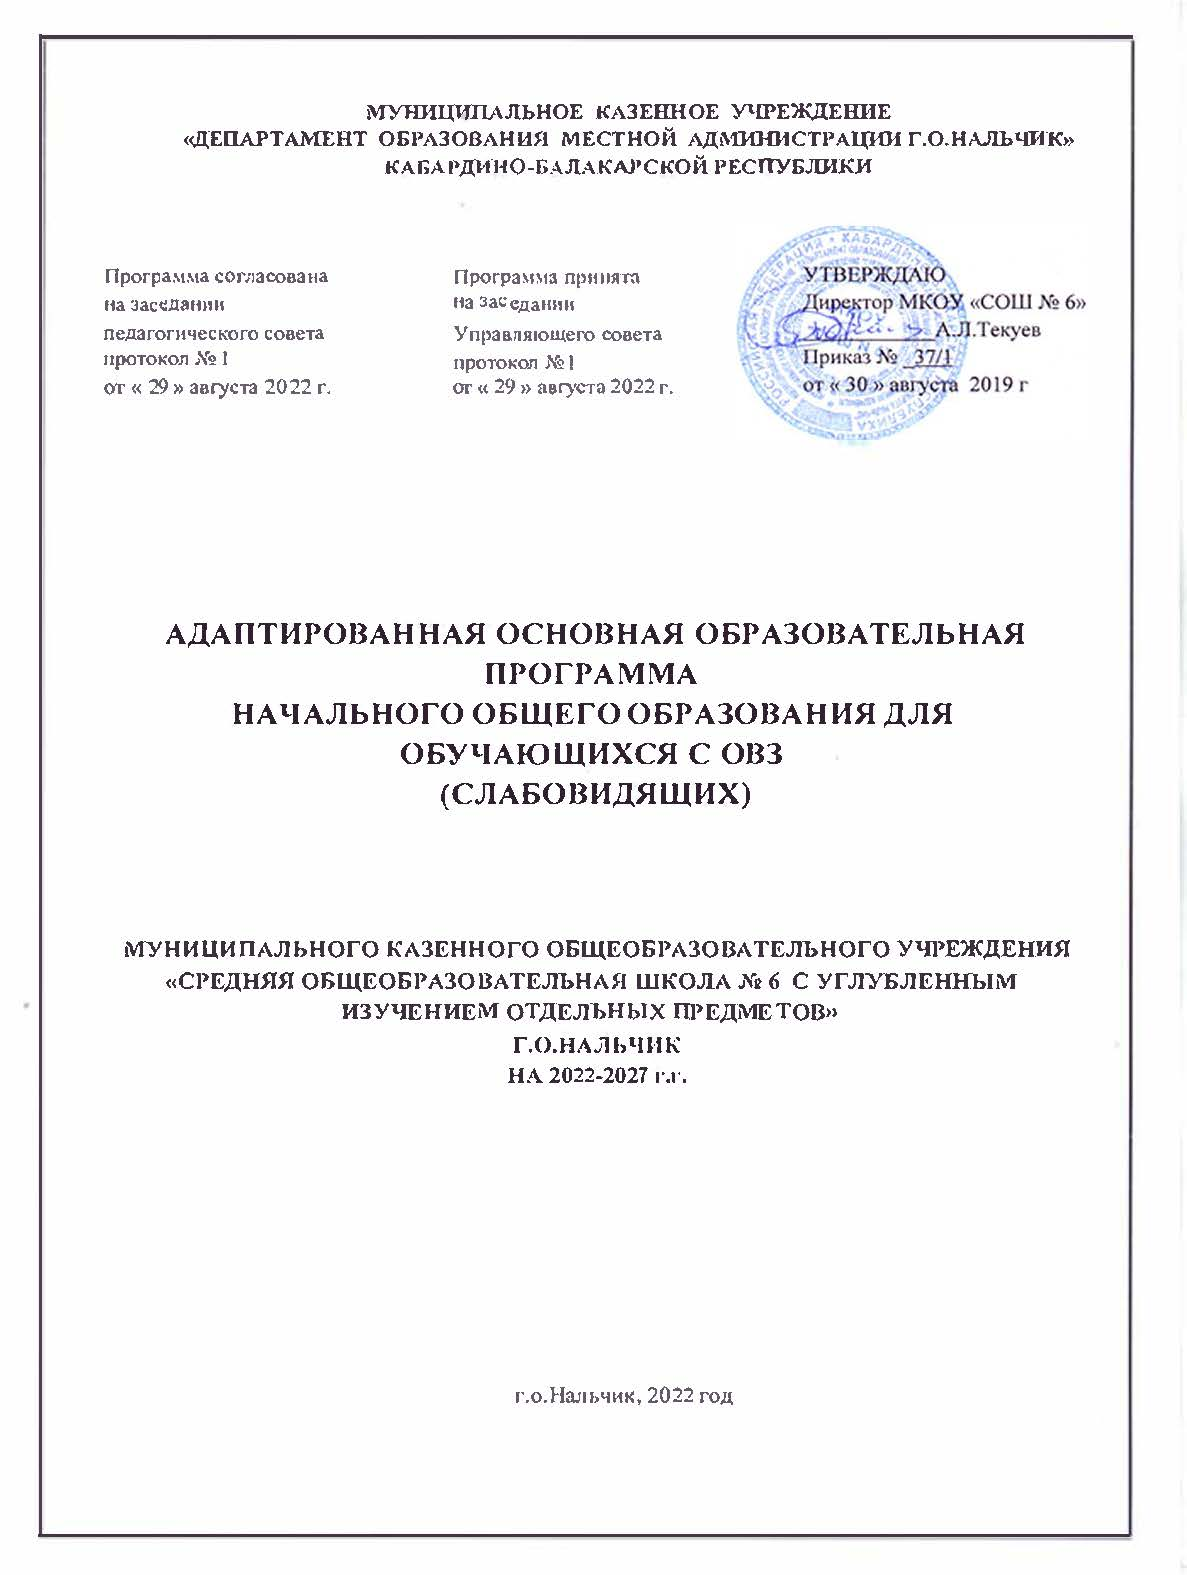 МУНИЦИПАЛЬНОЕ КАЗЕННОЕ УЧРЕЖДЕНИЕ
«ДЕПАРТАМЕНТ ОБРАЗОВАНИЯ МЕСТНОЙ АДМИНИСТРАЦИИ Г.О.НАЛЬЧИК»
КАБАРДИНО-БАЛАКАРСКОЙ РЕСПУБЛИКИ
Программа согласована
на заседании
педагогического совета
протокол № 1
от « 29 » августа 2022 г.
Программа принята
на заседании
Управляющего совета
протокол № 1
от « 29 » августа 2022 г.
УТВЕРЖДАЮ
Директор МКОУ «СОШ № 6»
А.Л.Текуев
Приказ № 37/1
от « 30 » августа 2019 г
АДАПТИРОВАННАЯ ОСНОВНАЯ ОБРАЗОВАТЕЛЬНАЯ
ПРОГРАММА
НАЧАЛЬНОГО ОБЩЕГО ОБРАЗОВАНИЯ ДЛЯ
ОБУЧАЮЩИХСЯ С ОВЗ
(СЛАБОВИДЯЩИХ)
МУНИЦИПАЛЬНОГО КАЗЕННОГО ОБЩЕОБРАЗОВАТЕЛЬНОГО УЧРЕЖДЕНИЯ
«СРЕДНЯЯ ОБЩЕОБРАЗОВАТЕЛЬНАЯ ШКОЛА № 6 С УГЛУБЛЕННЫМ
ИЗУЧЕНИЕМ ОТДЕЛЬНЫХ ПРЕДМЕТОВ»
Г.О.НАЛЬЧИК
НА 2022-2027 г.г.
г.о.Нальчик, 2022 год